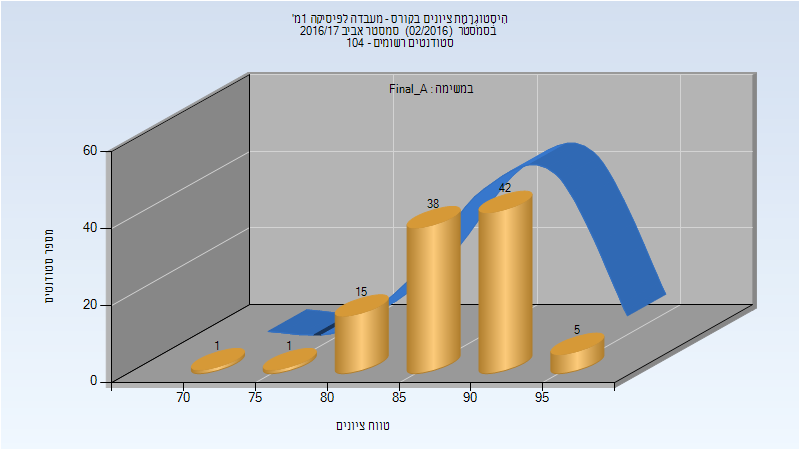 היסטוגרמת ציונים בקורס - מעבדה לפיסיקה 1מ'
בסמסטר (02/2016) סמסטר אביב 2016/17
סטודנטים רשומים - 104
במשימה : Final_A
60
40
20
0
מספר סטודנטים
1
1
15
38
42
5
70
75
80
85
90
95
טווח ציונים